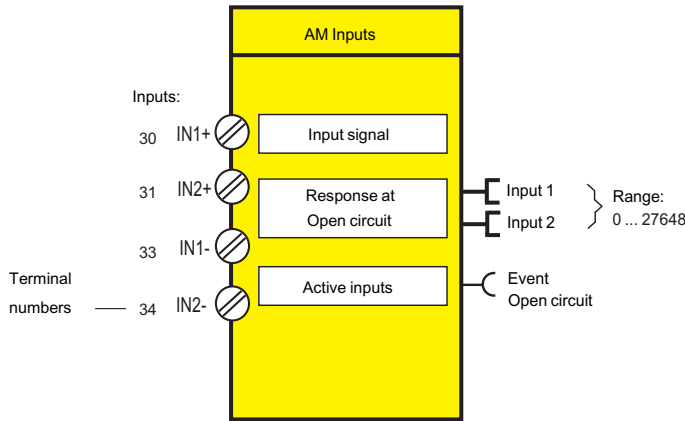 AM Inputs
Inputs:
30 IN1+
Input signal
31 IN2+
Response at
Open circuit
Input 1
Input 2
Range:
0 ... 27648
33 IN1-
Active inputs
Event
Open circuit
Terminal
numbers
34 IN2-